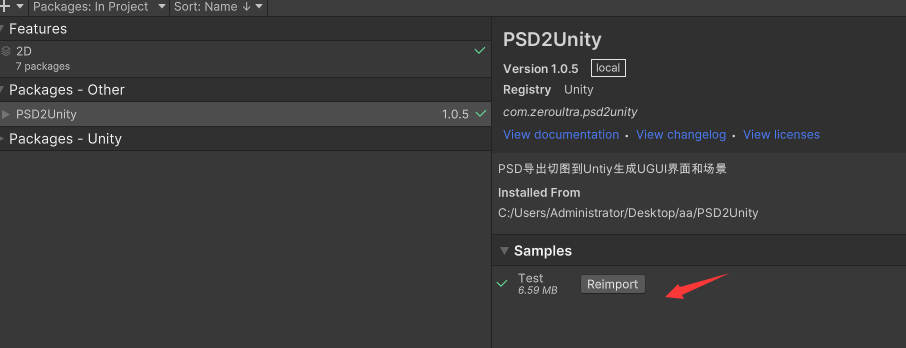 Packages: In Project Sort: Name ↓
Features
2D
7 packages
Packages - Other
PSD2Unity 1.0.5
Packages - Unity
PSD2Unity
Version 1.0.5 local
Registry Unity
com.zeroultra.psd2unity
View documentation • View changelog • View licenses
PSD导出切图到Untiy生成UGUI界面和场景
Installed From
C:/Users/Administrator/Desktop/aa/PSD2Unity
Samples
Test Reimport
6.59 MB